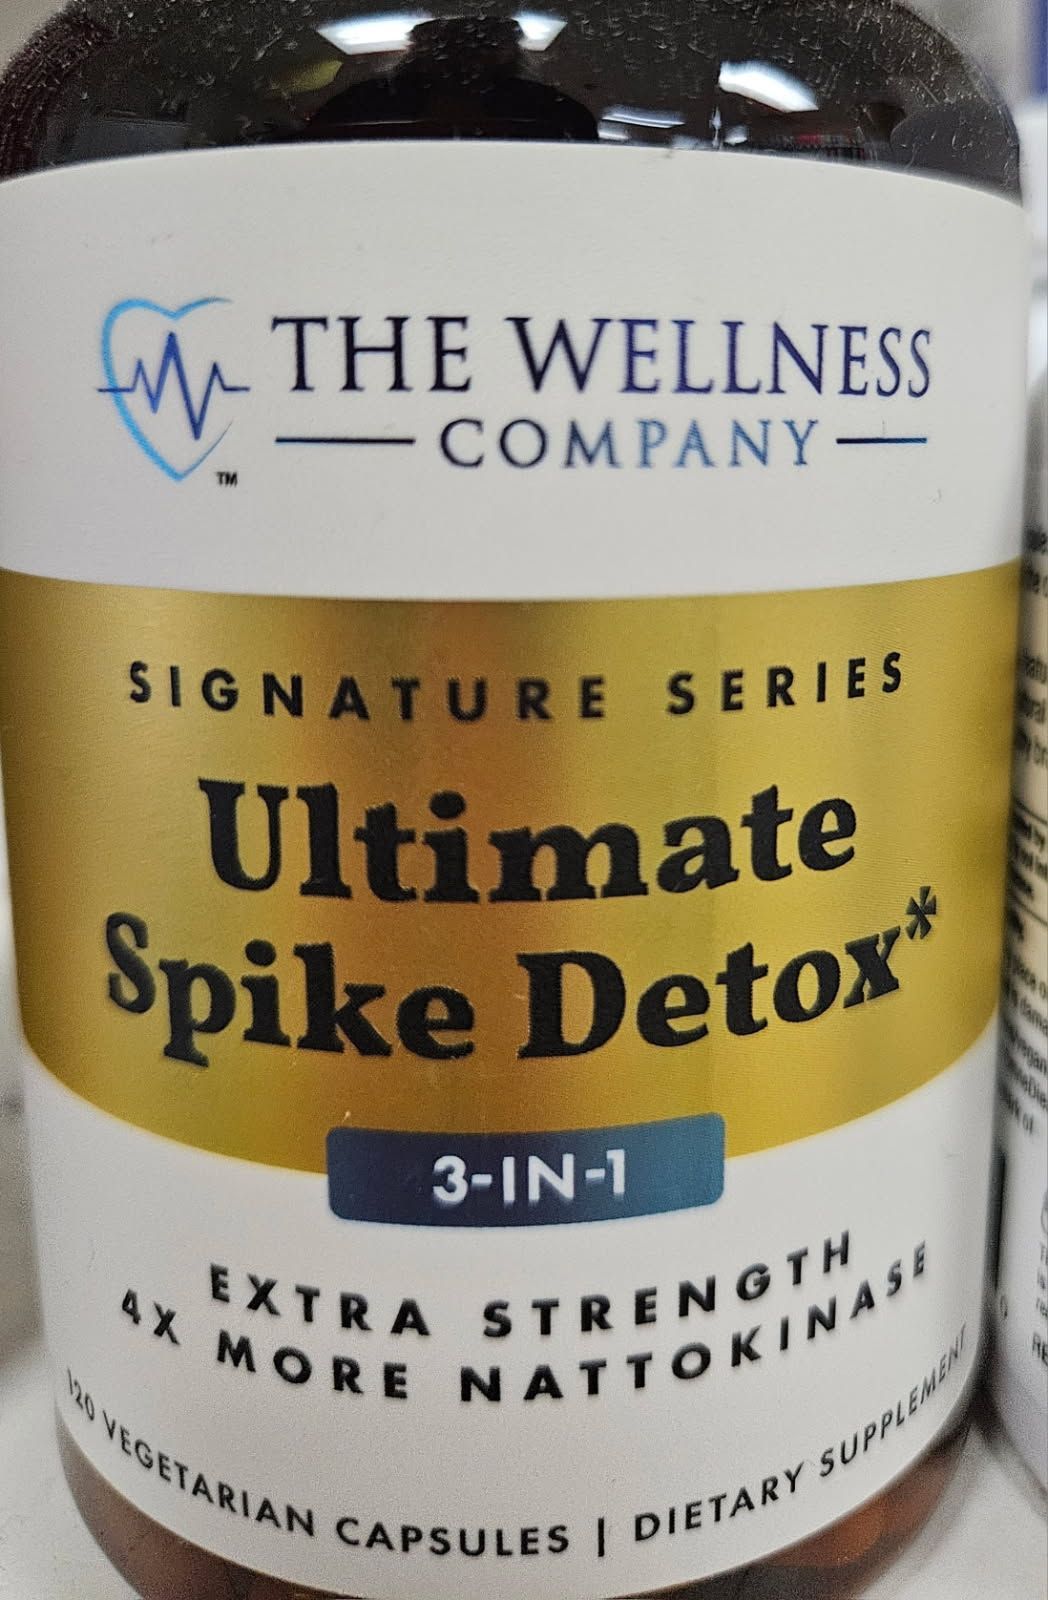 THE WELLNESS
COMPANY
TM
SIGNATURE SERIES
Ultimate
Spike Detox*
3-IN-1
EXTRA STRENGTH
4X MORE NATTOKINASE
120 VEGETARIAN CAPSULES | DIETARY SUPPLEMENT